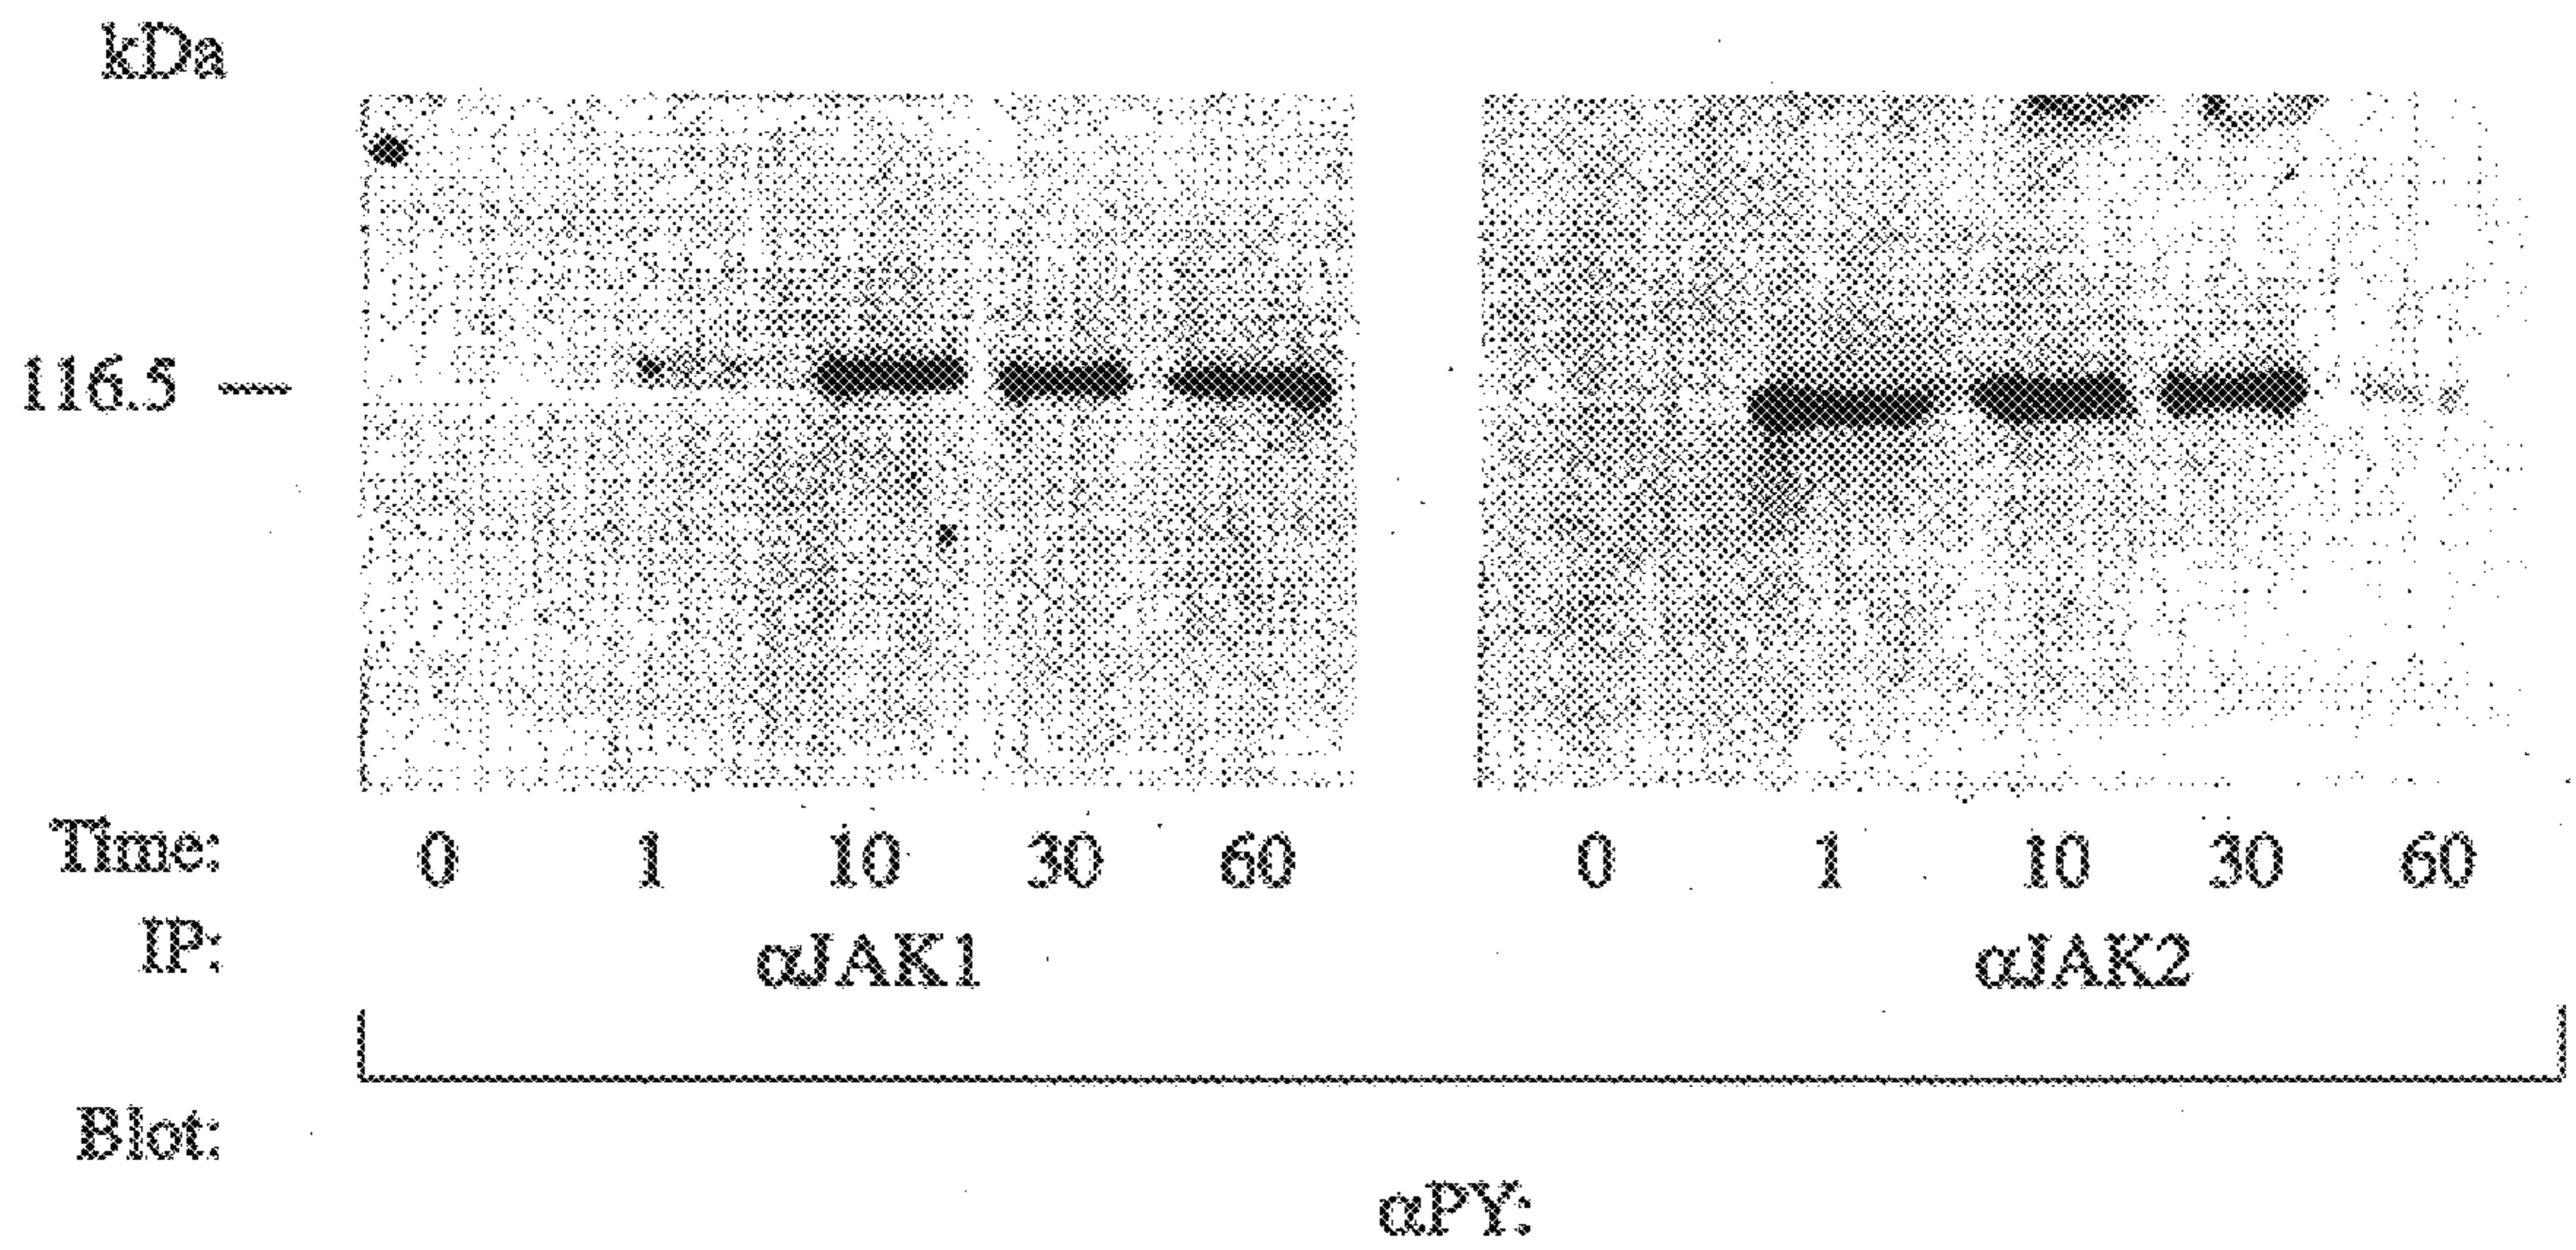 kDa
116.5 —
Time: 0 1 10 30 60 0 1 10 30 60
IP: αJAK1 αJAK2
Blot:
αPY: